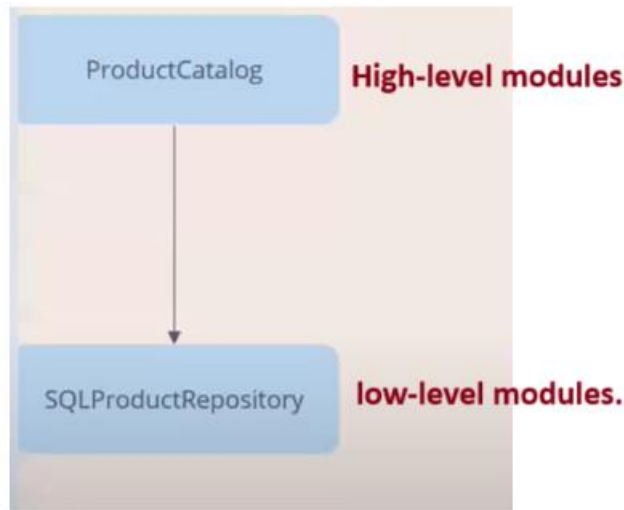 ProductCatalog
High-level modules
SQLProductRepository
low-level modules.